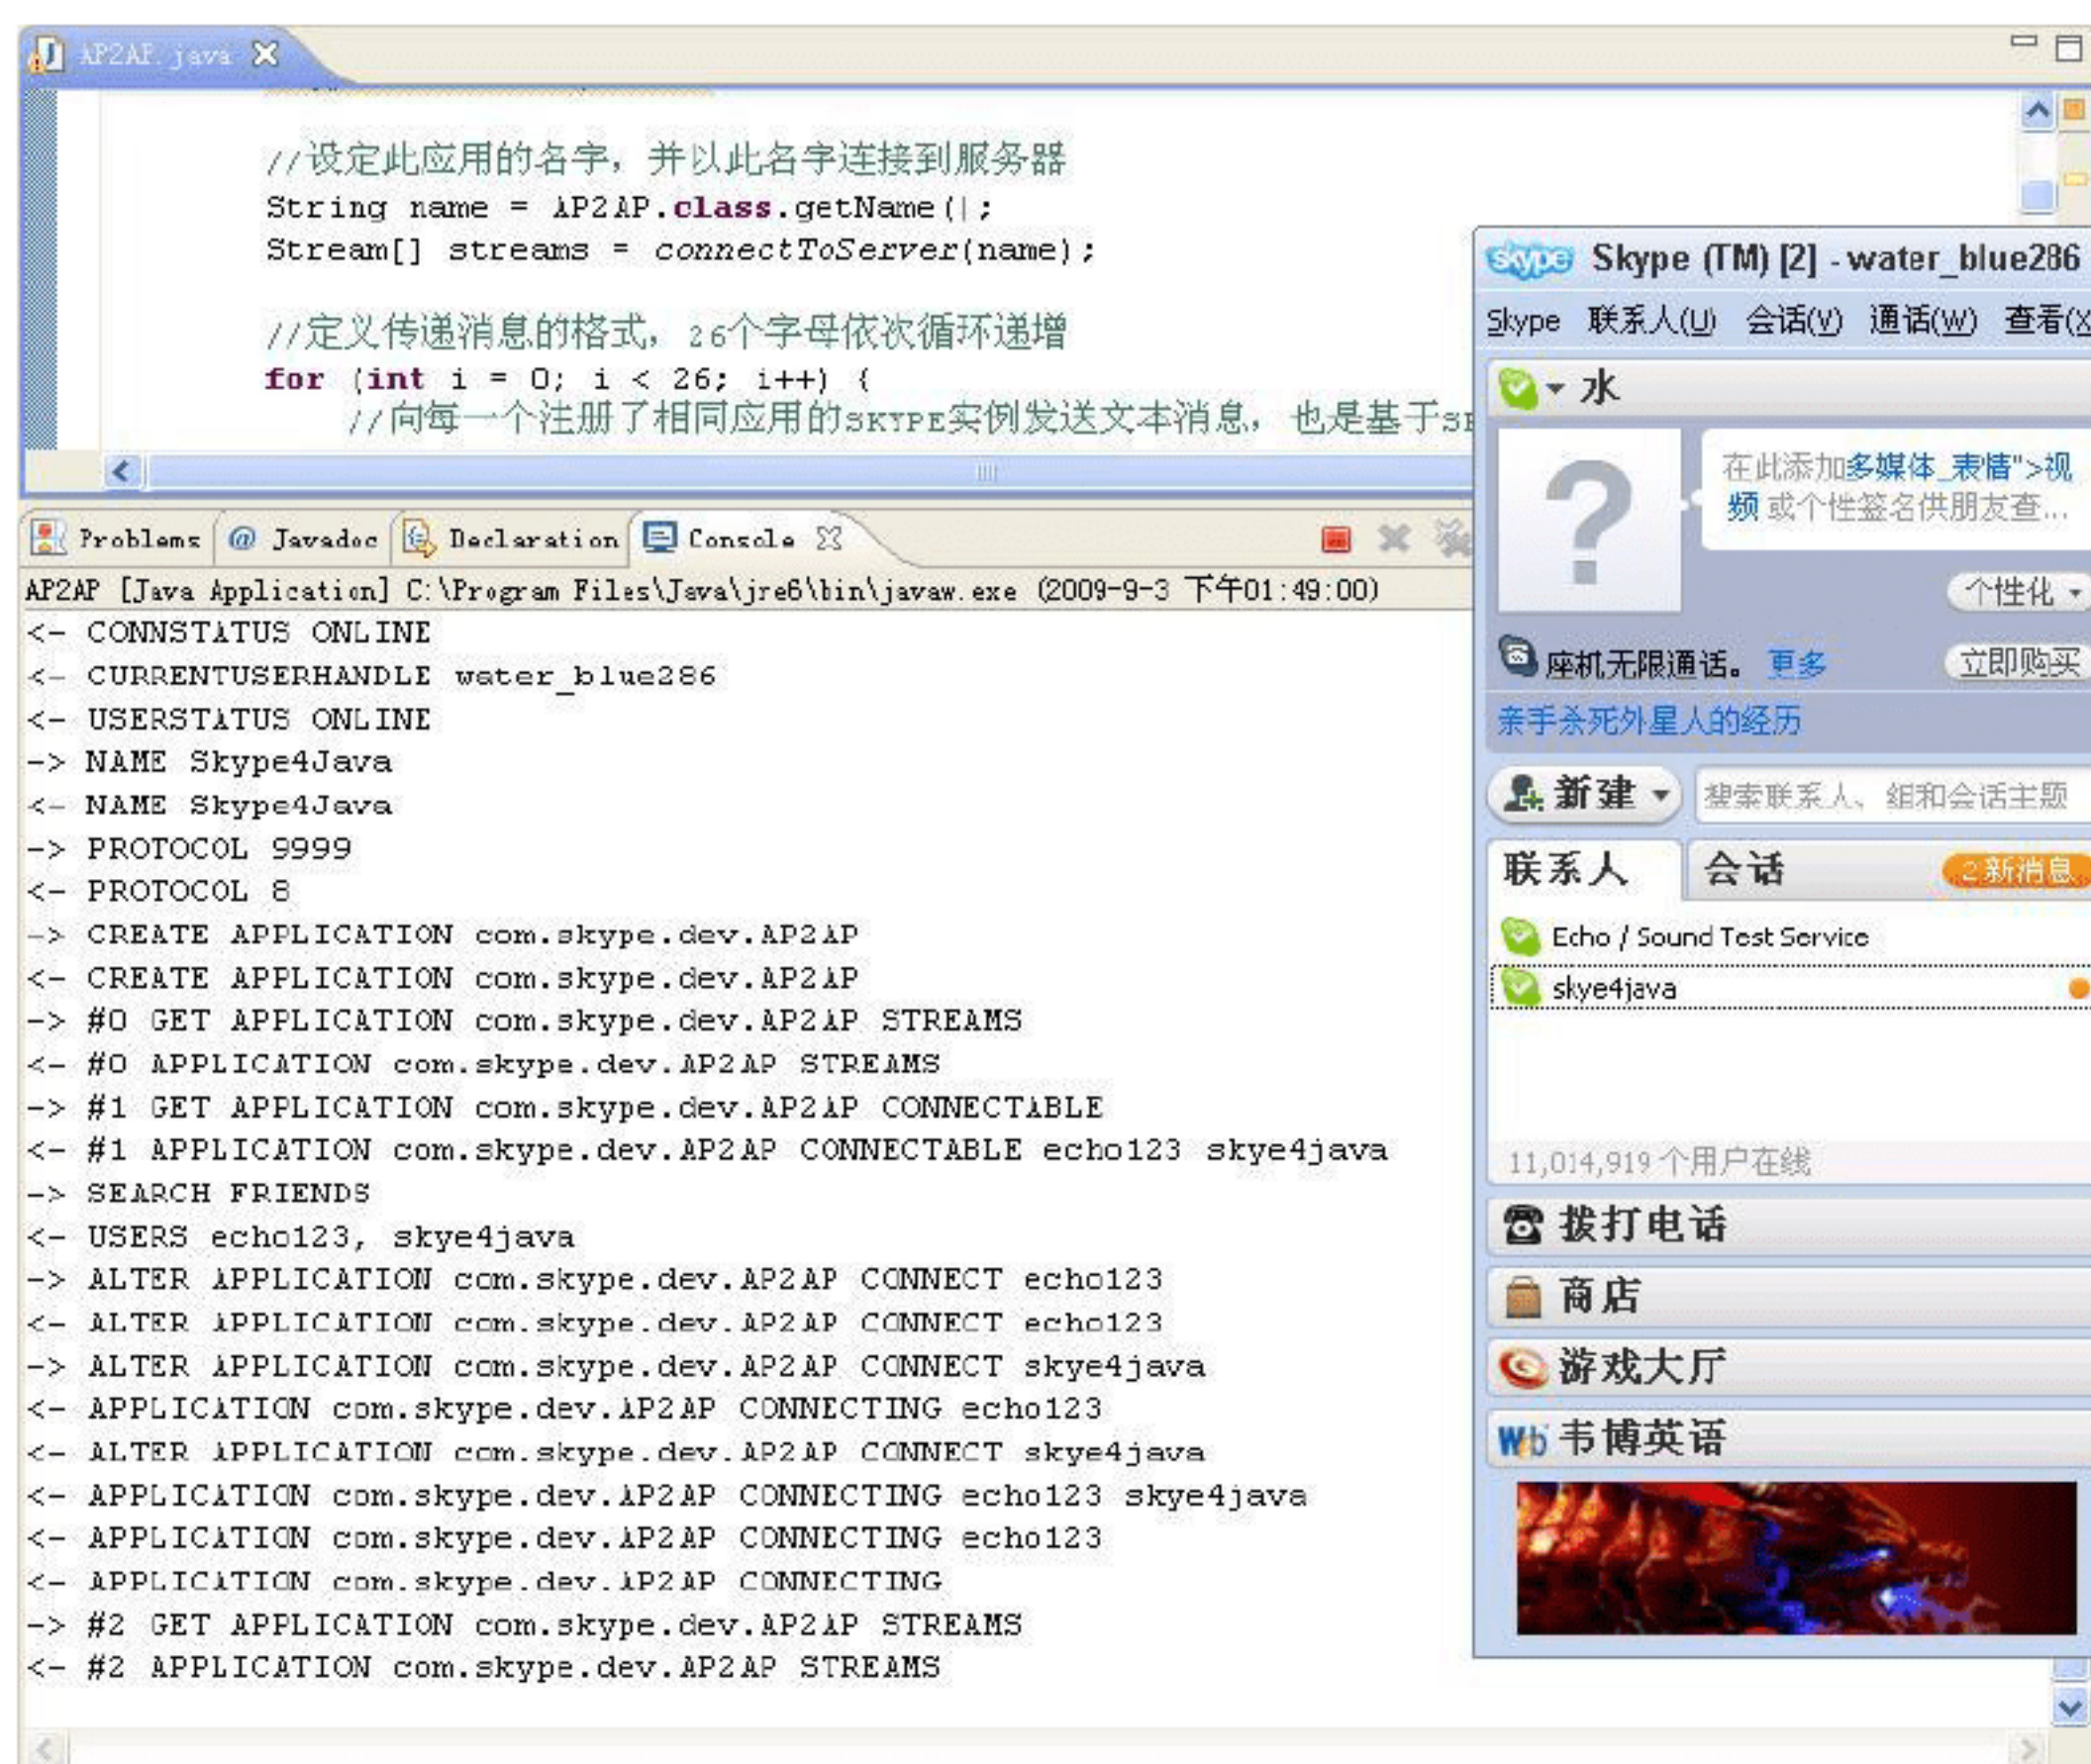 AP2AP.java
//设定此应用的名字，并以此名字连接到服务器
String name = AP2AP.class.getName(|;
Stream[] streams = connectToServer(name);
//定义传递消息的格式，26个字母依次循环递增
for (int i = 0; i < 26; i++) {
//向每一个注册了相同应用的SKYPE实例发送文本消息，也是基于
Problems @ Javadoc Declaration Console
AP2AP [Java Application] C:\Program Files\Java\jre6\bin\javaw.exe (2009-9-3 下午01:49:00)
<- CONNSTATUS ONLINE
<- CURRENTUSERHANDLE water_blue286
<- USERSTATUS ONLINE
-> NAME Skype4Java
<- NAME Skype4Java
-> PROTOCOL 9999
<- PROTOCOL 8
-> CREATE APPLICATION com.skype.dev.AP2AP
<- CREATE APPLICATION com.skype.dev.AP2AP
-> #0 GET APPLICATION com.skype.dev.AP2AP STREAMS
<- #0 APPLICATION com.skype.dev.AP2AP STREAMS
-> #1 GET APPLICATION com.skype.dev.AP2AP CONNECTABLE
<- #1 APPLICATION com.skype.dev.AP2AP CONNECTABLE echo123 skye4java
-> SEARCH FRIENDS
<- USERS echo123, skye4java
-> ALTER APPLICATION com.skype.dev.AP2AP CONNECT echo123
<- ALTER APPLICATION com.skype.dev.AP2AP CONNECT echo123
-> ALTER APPLICATION com.skype.dev.AP2AP CONNECT skye4java
<- APPLICATION com.skype.dev.AP2AP CONNECTING echo123
<- ALTER APPLICATION com.skype.dev.AP2AP CONNECT skye4java
<- APPLICATION com.skype.dev.AP2AP CONNECTING echo123 skye4java
<- APPLICATION com.skype.dev.AP2AP CONNECTING echo123
<- APPLICATION com.skype.dev.AP2AP CONNECTING
-> #2 GET APPLICATION com.skype.dev.AP2AP STREAMS
<- #2 APPLICATION com.skype.dev.AP2AP STREAMS
skype Skype (TM) [2] - water_blue286
Skype 联系人(U) 会话(V) 通话(W) 查看(X
水
在此添加多媒体_表情">视
频 或个性签名供朋友查...
个性化
座机无限通话。 更多 立即购买
亲手杀死外星人的经历
新建 搜索联系人、组和会话主题
联系人 会话 2 新消息
Echo / Sound Test Service
skye4java
11,014,919 个用户在线
拨打电话
商店
游戏大厅
Wb 韦博英语